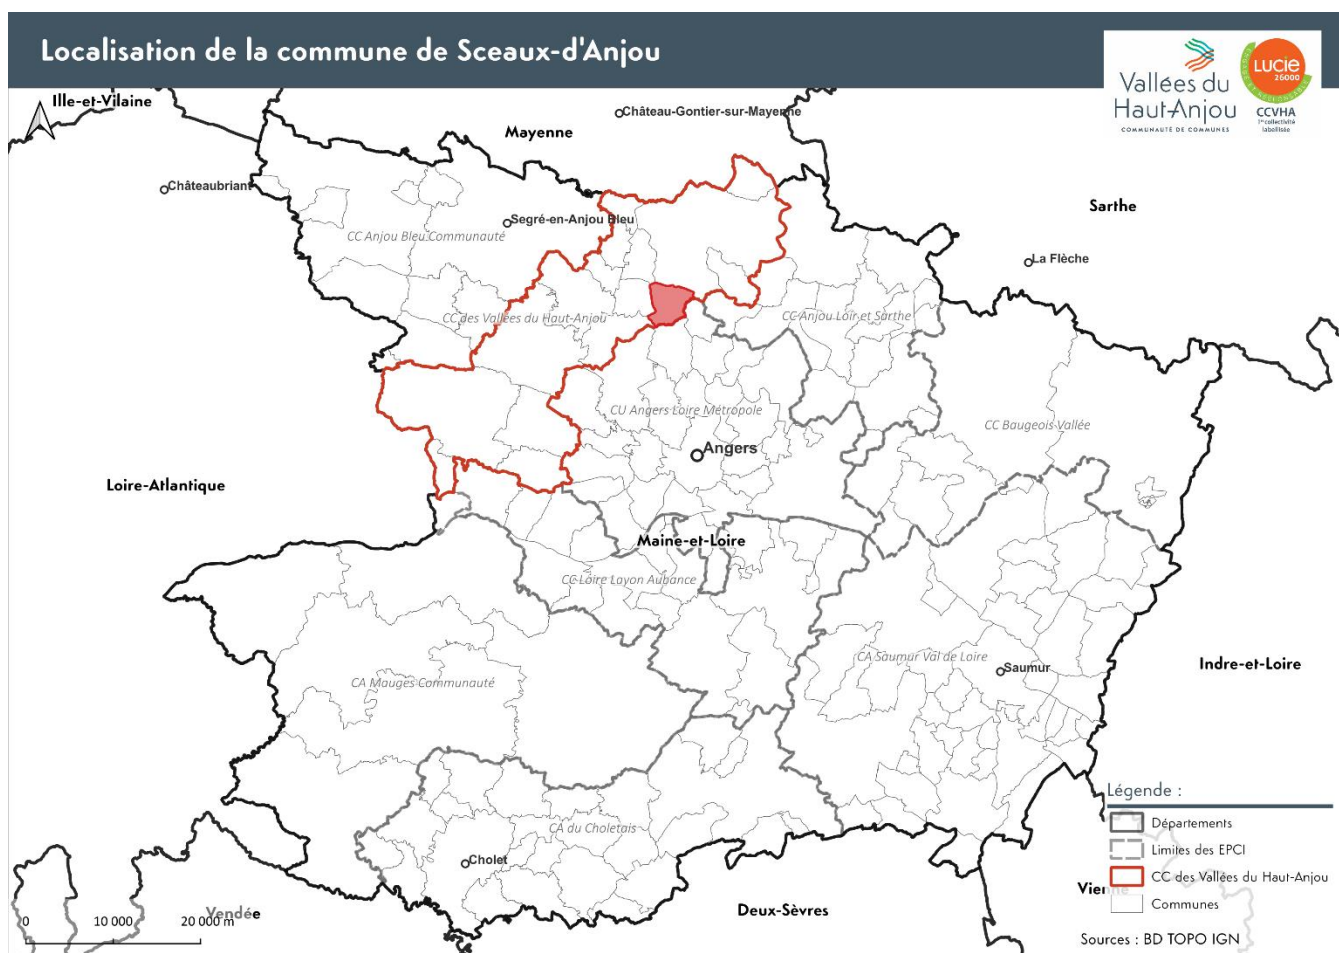 Localisation de la commune de Sceaux-d'Anjou
Vallées du
Haut-Anjou
COMMUNAUTÉ DE COMMUNES
LUCIE
26000
CCVHA
1re collectivité
labellisée
Ille-et-Vilaine
Mayenne
Château-Gontier-sur-Mayenne
Châteaubriant
Segré-en-Anjou Bleu
CC Anjou Bleu Communauté
Sarthe
La Flèche
CC des Vallées du Haut-Anjou
CC Anjou Loir et Sarthe
CU Angers Loire Métropole
CC Baugeois Vallée
Angers
Loire-Atlantique
Maine-et-Loire
CC Loire Layon Aubance
CA Saumur Val de Loire
Saumur
Indre-et-Loire
CA Mauges Communauté
CA du Choletais
Cholet
Vendée
Deux-Sèvres
Vienne
0 10 000 20 000 m
Légende :
Départements
Limites des EPCI
CC des Vallées du Haut-Anjou
Communes
Sources : BD TOPO IGN